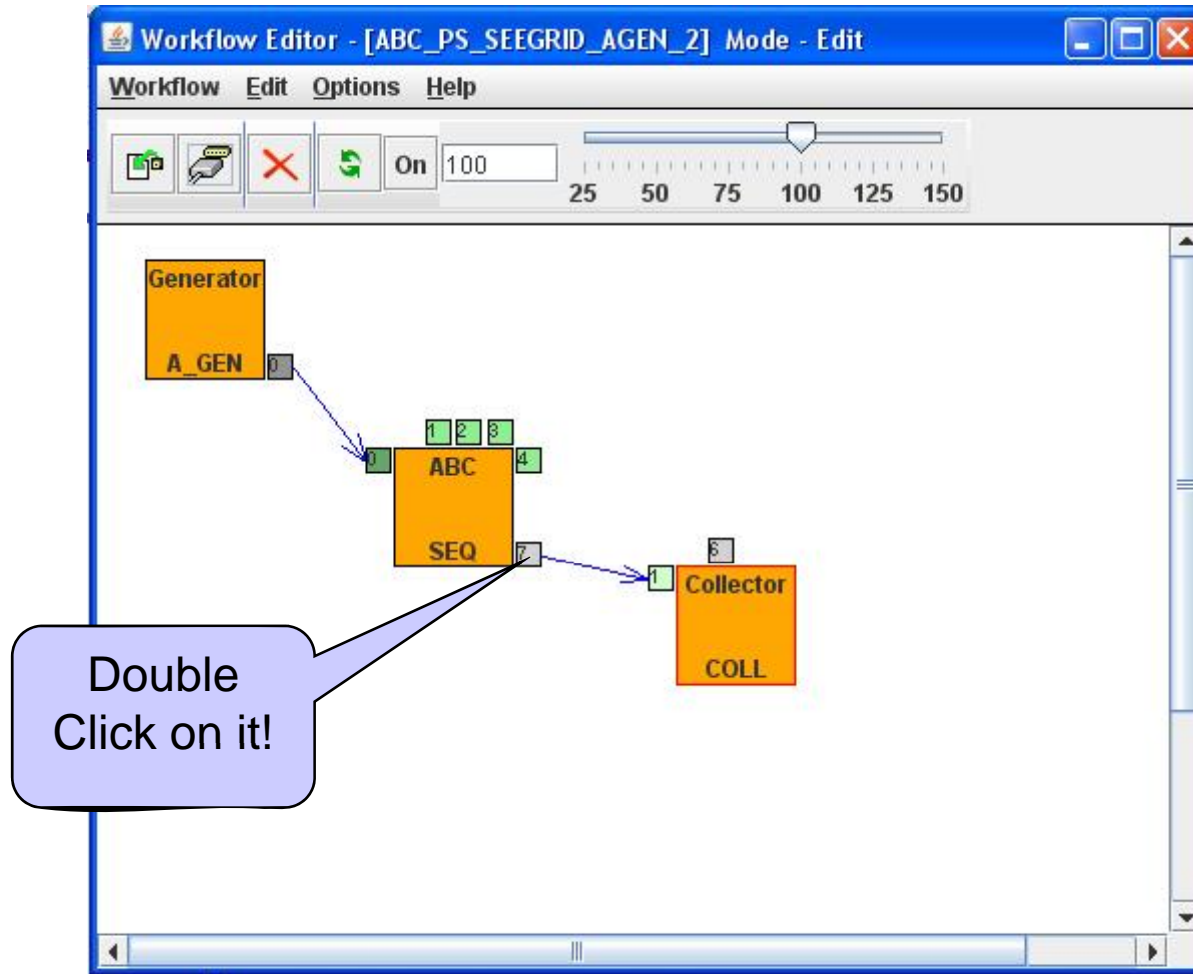 Workflow Editor - [ABC_PS_SEEGRID_AGEN_2] Mode - Edit
Workflow Edit Options Help
On 100
25 50 75 100 125 150
Generator
A_GEN 0
1 2 3
0 ABC 4
SEQ 7
6
1 Collector
COLL
Double
Click on it!